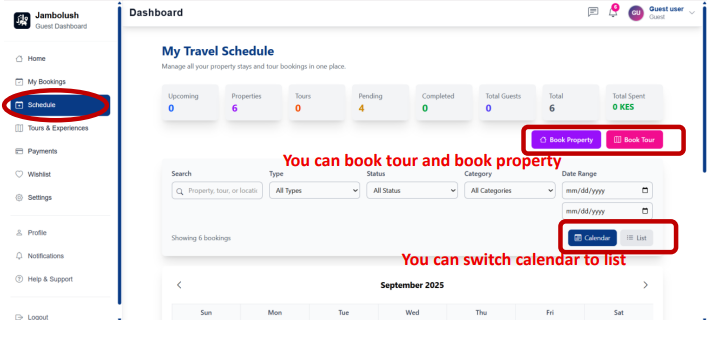 Jambolush
Guest Dashboard
Dashboard
6
GU
Guest user
Guest
Home
My Bookings
Schedule
Tours & Experiences
Payments
Wishlist
Settings
Profile
Notifications
Help & Support
Logout
My Travel Schedule
Manage all your property stays and tour bookings in one place.
Upcoming
0
Properties
6
Tours
0
Pending
4
Completed
0
Total Guests
0
Total
6
Total Spent
0 KES
Book Property
Book Tour
You can book tour and book property
Search
Type
Status
Category
Date Range
Property, tour, or locatio
All Types
All Status
All Categories
mm/dd/yyyy
mm/dd/yyyy
Showing 6 bookings
Calendar
List
You can switch calendar to list
September 2025
Sun Mon Tue Wed Thu Fri Sat